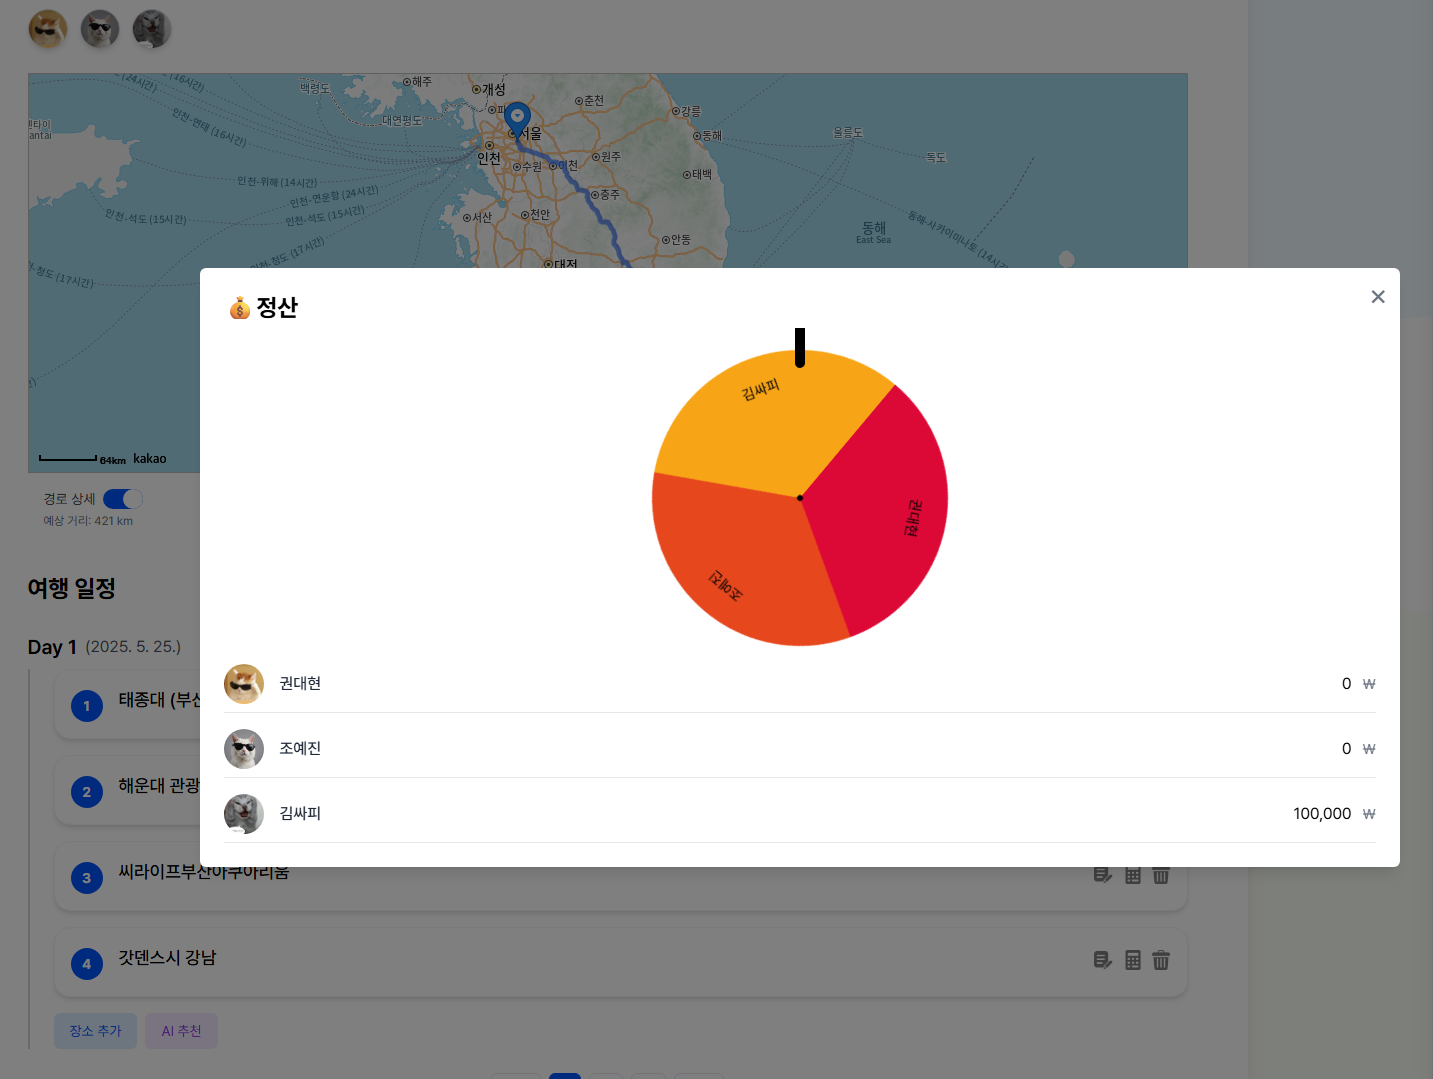 백령도
해주
개성
춘천
강릉
대연평도
서울
동해
울릉도
독도
인천
수원
이천
원주
태백
충주
서산
천안
안동
동해
East Sea
대전
(24시간)
(16시간)
인천-연태 (16시간)
인천-위해 (14시간)
인천-연운항 (24시간)
인천-석도 (15시간)
인천-석도 (15시간)
인천-청도 (17시간)
동해-사카이미나토 (14시간)
antai
64km kakao
경로 상세
예상 거리: 421 km
💰 정산
김싸피
권대현
조예진
권대현 0 ₩
조예진 0 ₩
김싸피 100,000 ₩
여행 일정
Day 1 (2025. 5. 25.)
1 태종대 (부산
2 해운대 관광
3 씨라이프부산아쿠아리움
4 갓덴스시 강남
장소 추가
AI 추천